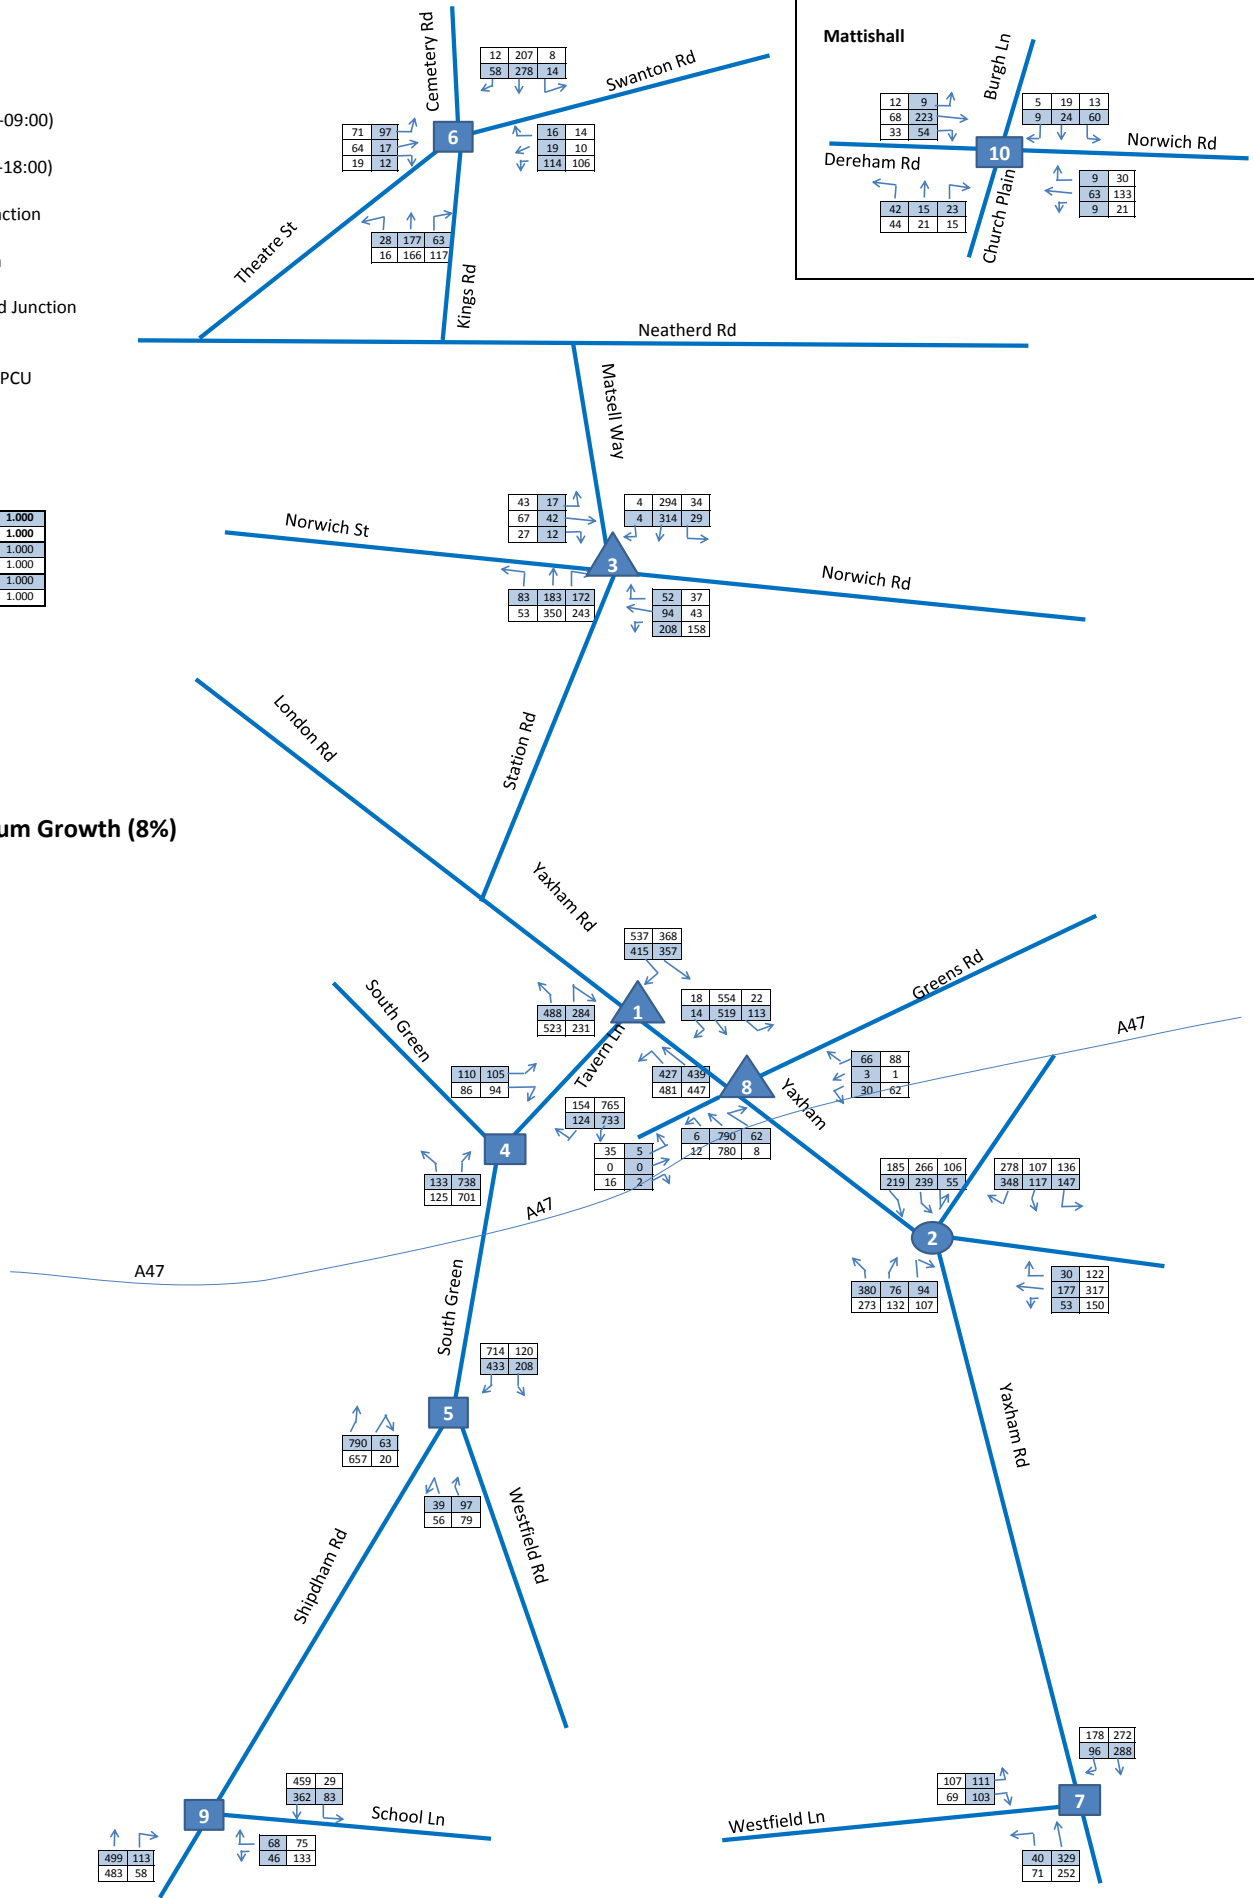 -09:00)
-18:00)
nction
n
d Junction
PCU
1.000
1.000
1.000
1.000
1.000
1.000
um Growth (8%)
Cemetery Rd
12 207 8
58 278 14
Swanton Rd
71 97
64 17
19 12
6
16 14
19 10
114 106
28 177 63
16 166 117
Theatre St
Kings Rd
Mattishall
Burgh Ln
12 9
68 223
33 54
5 19 13
9 24 60
10
Norwich Rd
Dereham Rd
42 15 23
44 21 15
Church Plain
9 30
63 133
9 21
Neatherd Rd
Matsell Way
43 17
67 42
27 12
4 294 34
4 314 29
Norwich St
3
Norwich Rd
83 183 172
53 350 243
52 37
94 43
208 158
London Rd
Station Rd
Yaxham Rd
537 368
415 357
Greens Rd
South Green
488 284
523 231
1
18 554 22
14 519 113
A47
Tavern Ln
110 105
86 94
427 439
481 447
8
66 88
3 1
30 62
Yaxham
154 765
124 733
4
35 5
0 0
16 2
6 790 62
12 780 8
133 738
125 701
185 266 106
219 239 55
278 107 136
348 117 147
A47
2
A47
380 76 94
273 132 107
30 122
177 317
53 150
South Green
714 120
433 208
5
790 63
657 20
39 97
56 79
Yaxham Rd
Westfield Rd
Shipdham Rd
178 272
96 288
459 29
362 83
107 111
69 103
7
9
School Ln
Westfield Ln
499 113
483 58
68 75
46 133
40 329
71 252